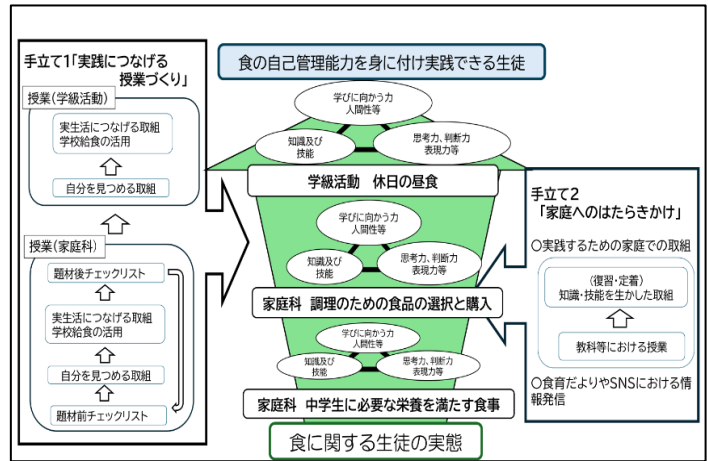 手立て1「実践につなげる
授業づくり」
授業(学級活動)
実生活につなげる取組
学校給食の活用
自分を見つめる取組
授業(家庭科)
題材後チェックリスト
実生活につなげる取組
学校給食の活用
自分を見つめる取組
題材前チェックリスト
食の自己管理能力を身に付け実践できる生徒
学びに向かう力
人間性等
知識及び
技能
思考力、判断力
表現力等
学級活動 休日の昼食
学びに向かう力
人間性等
知識及び
技能
思考力、判断力
表現力等
家庭科 調理のための食品の選択と購入
学びに向かう力
人間性等
知識及び
技能
思考力、判断力
表現力等
家庭科 中学生に必要な栄養を満たす食事
食に関する生徒の実態
手立て2
「家庭へのはたらきかけ」
〇実践するための家庭での取組
(復習・定着)
知識・技能を生かした取組
教科等における授業
〇食育だよりやSNSにおける情
報発信